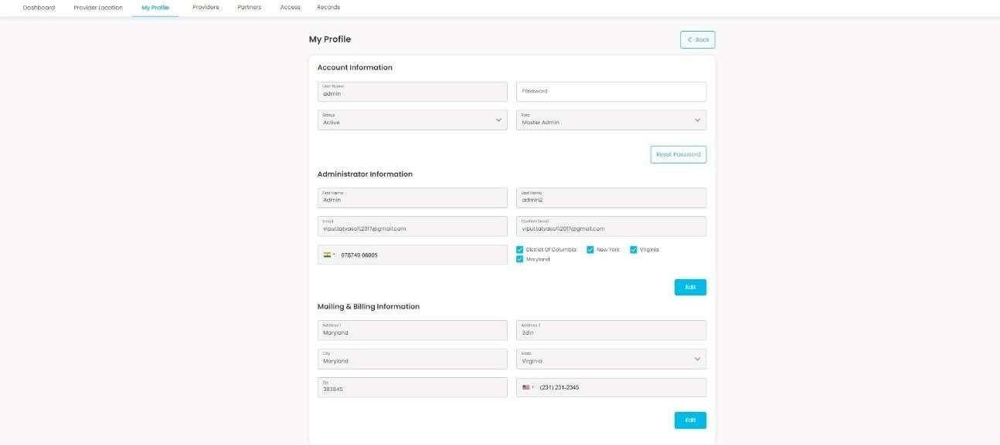 Dashboard Provider Location My Profile Providers Partners Access Records
My Profile
Back
Account Information
User Name
admin
Password
Status
Active
Role
Master Admin
Reset Password
Administrator Information
First Name
Admin
Last Name
admin2
Email
vipul.tatvasoft2017@gmail.com
Confirm Email
vipul.tatvasoft2017@gmail.com
078749 06005
District Of Columbia New York Virginia
Maryland
Edit
Mailing & Billing Information
Address 1
Maryland
Address 2
3din
City
Maryland
State
Virginia
Zip
383845
(231) 231-2345
Edit